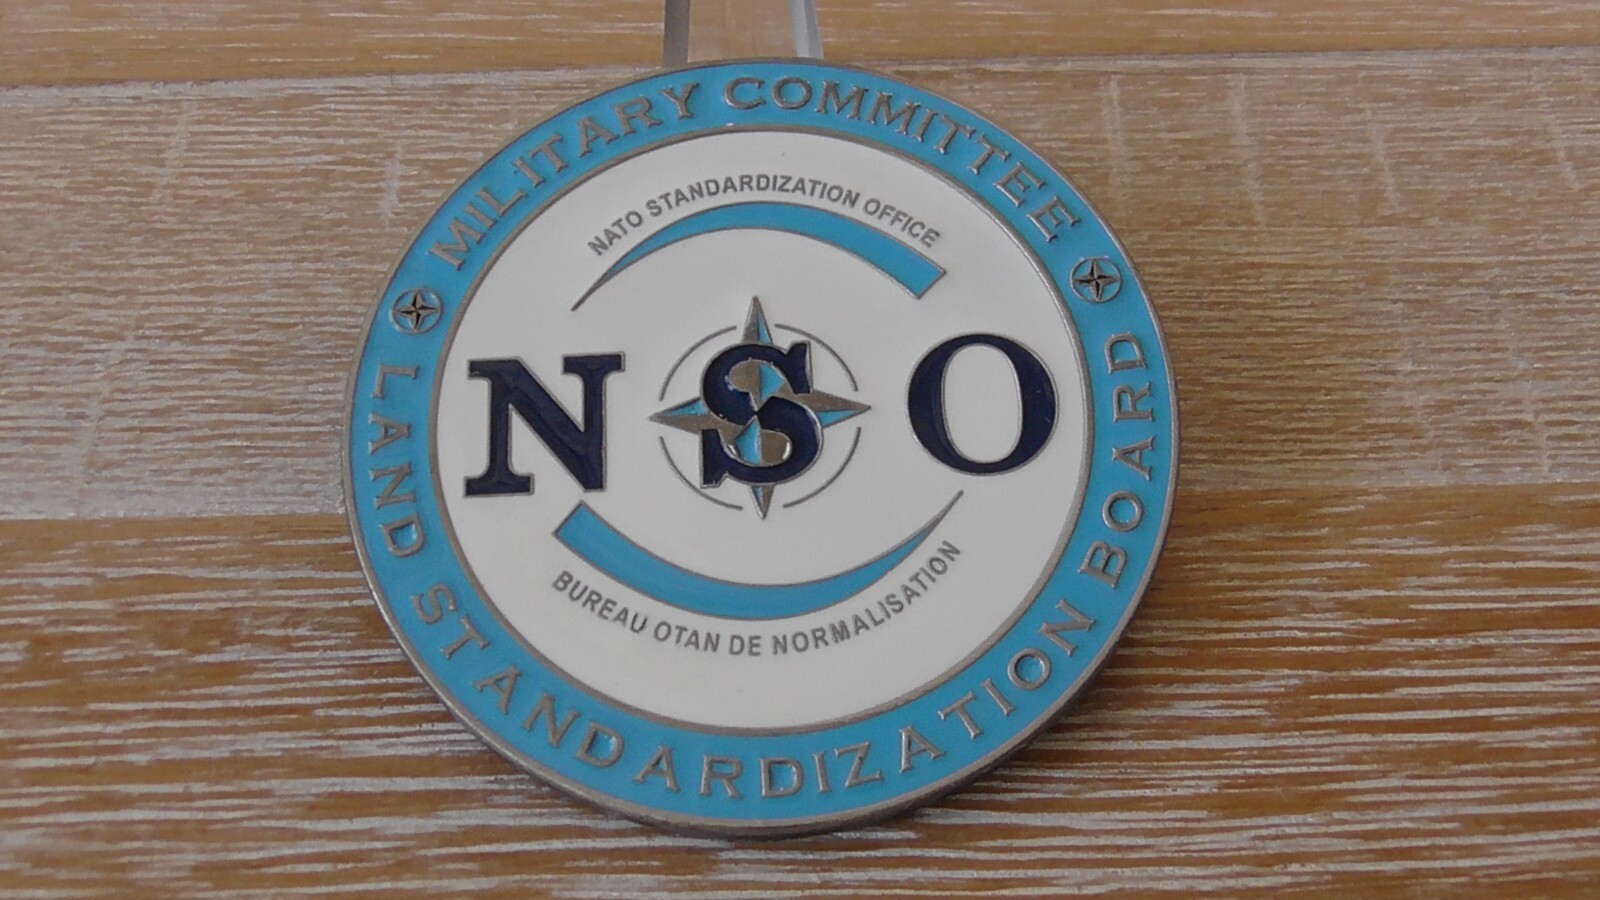 MILITARY COMMITTEE
NATO STANDARDIZATION OFFICE
NSO
BUREAU OTAN DE NORMALISATION
LAND STANDARDIZATION BOARD